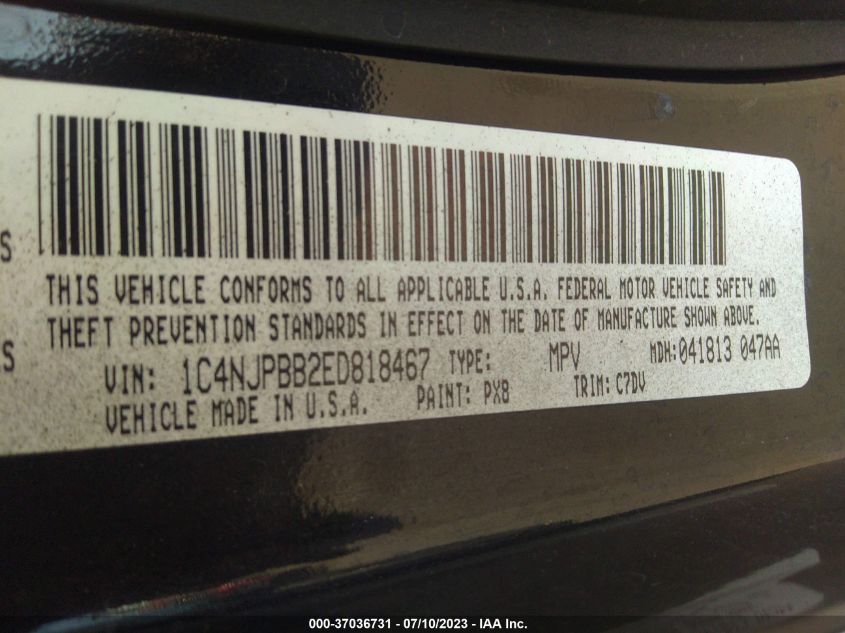 S
S
THIS VEHICLE CONFORMS TO ALL APPLICABLE U.S.A. FEDERAL MOTOR VEHICLE SAFETY AND
THEFT PREVENTION STANDARDS IN EFFECT ON THE DATE OF MANUFACTURE SHOWN ABOVE.
VIN: 1C4NJPBB2ED818467 TYPE: MPV MDH:041813 047AA
VEHICLE MADE IN U.S.A. PAINT: PX8 TRIM: C7DV
000-37036731 - 07/10/2023 - IAA Inc.